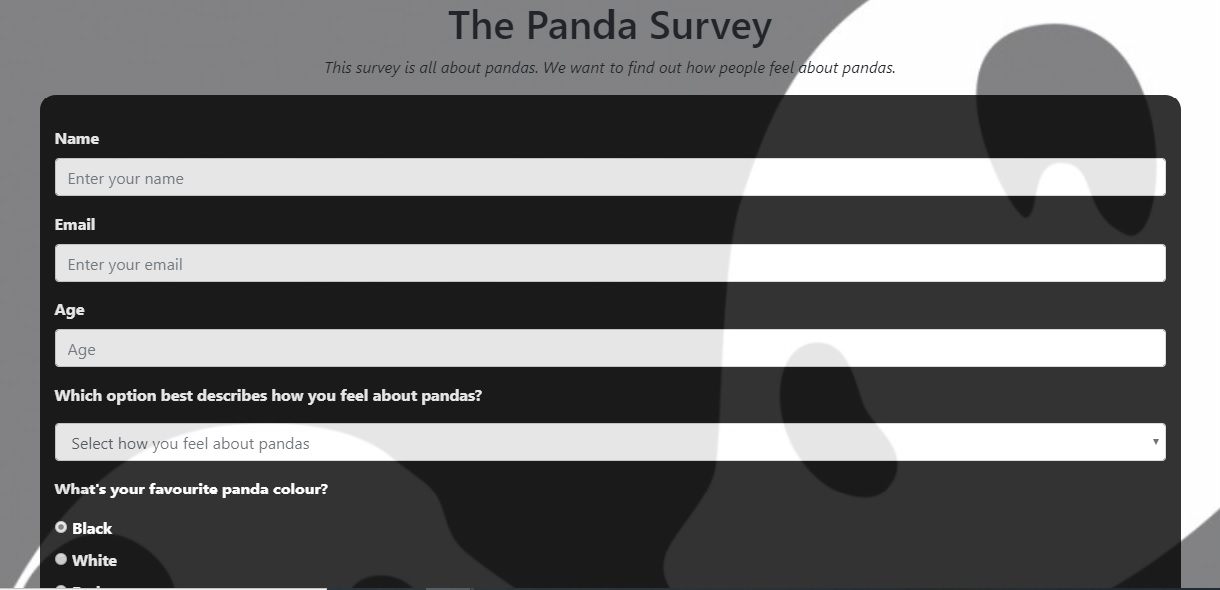 The Panda Survey
This survey is all about pandas. We want to find out how people feel about pandas.
Name
Enter your name
Email
Enter your email
Age
Age
Which option best describes how you feel about pandas?
Select how you feel about pandas
What's your favourite panda colour?
Black
White